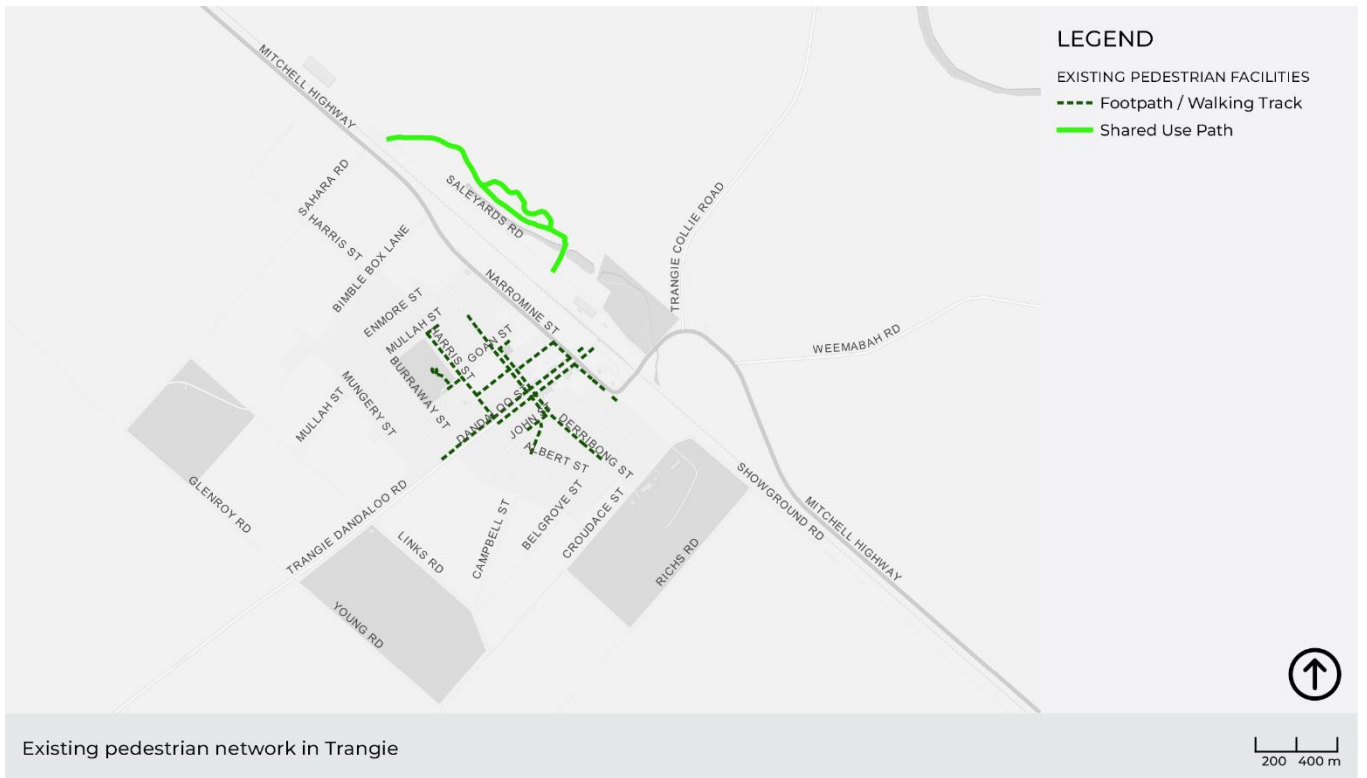 MITCHELL HIGHWAY
SAHARA RD
S HARRIS ST
BIMBLE BOX LANE
SALEYARDS RD
TRANGIE COLLIE ROAD
ENMORE ST
MULLAH ST
HARRIS ST
GOAN ST
NARROMINE ST
WEEMABAH RD
BURRAWAY ST
MUNGERY ST
MULLAH ST
DANDALOO ST
JOHN ST
DERRIBONG ST
ALBERT ST
GLENROY RD
TRANGIE DANDALOO RD
LINKS RD
CAMPBELL ST
BELGROVE ST
CROUDACE ST
RICHS RD
SHOWGROUND RD
MITCHELL HIGHWAY
YOUNG RD
LEGEND
EXISTING PEDESTRIAN FACILITIES
Footpath / Walking Track
Shared Use Path
Existing pedestrian network in Trangie
200 400 m